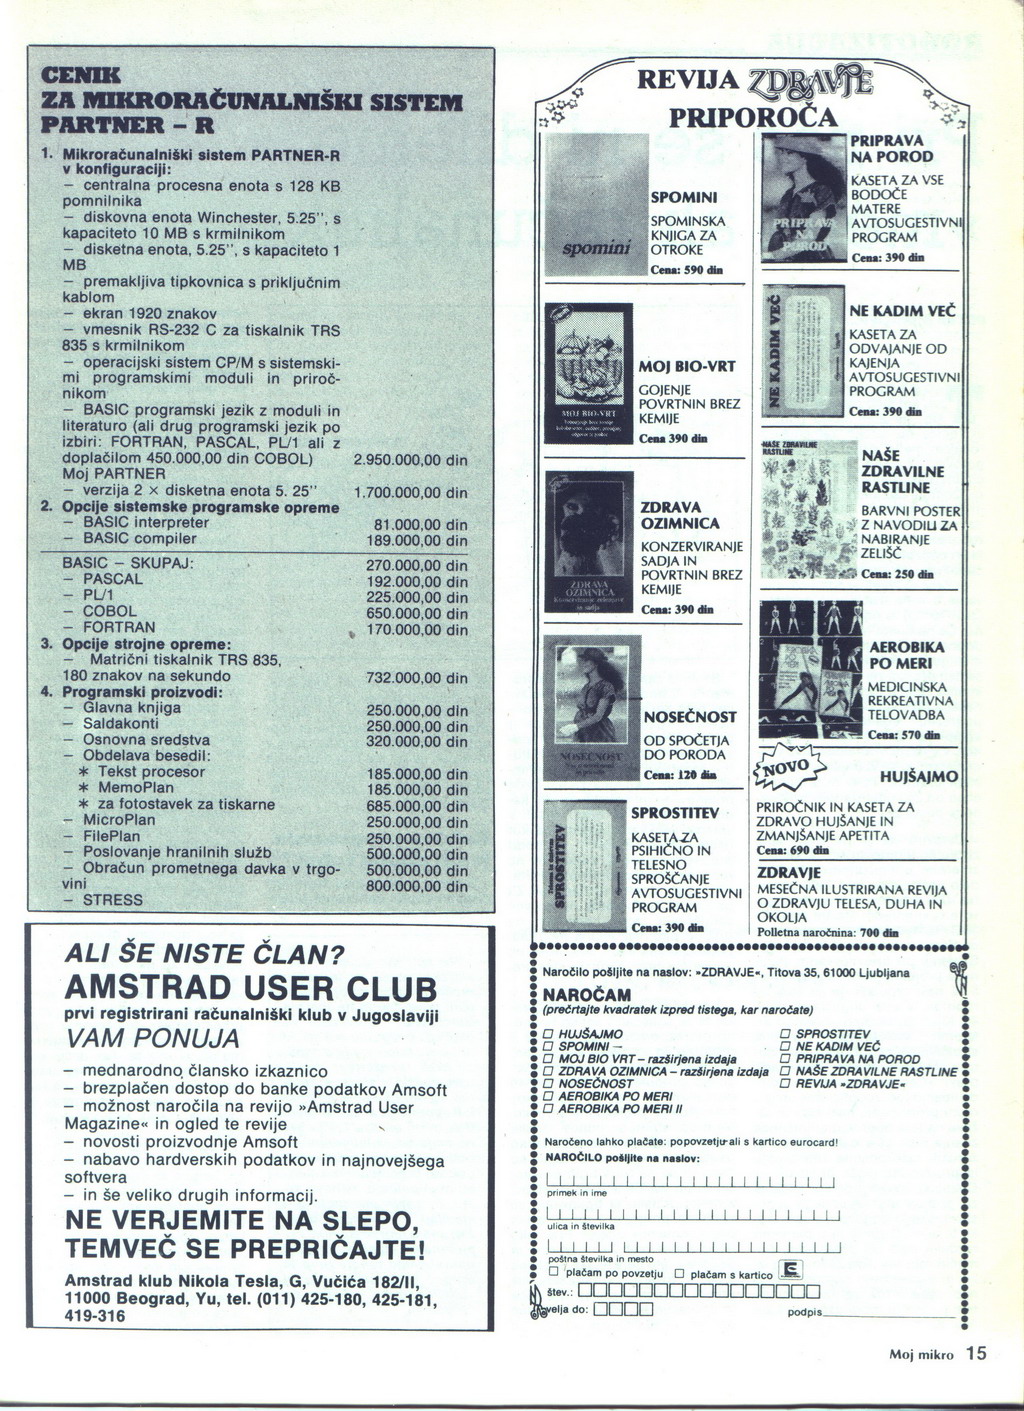 CENIK
ZA MIKRORAČUNALNIŠKI SISTEM
PARTNER – R
1. Mikroračunalniški sistem PARTNER-R
v konfiguraciji:
– centralna procesna enota s 128 KB
pomnilnika
– diskovna enota Winchester, 5.25'', s
kapaciteto 10 MB s krmilnikom
– disketna enota, 5.25'', s kapaciteto 1
MB
– premakljiva tipkovnica s priključnim
kablom
– ekran 1920 znakov
– vmesnik RS-232 C za tiskalnik TRS
835 s krmilnikom
– operacijski sistem CP/M s sistemski-
mi programskimi moduli in priroč-
nikom
– BASIC programski jezik z moduli in
literaturo (ali drug programski jezik po
izbiri: FORTRAN, PASCAL, PL/1 ali z
doplačilom 450.000,00 din COBOL) 2.950.000,00 din
Moj PARTNER
– verzija 2 × disketna enota 5. 25'' 1.700.000,00 din
2. Opcije sistemske programske opreme
– BASIC interpreter 81.000,00 din
– BASIC compiler 189.000,00 din
BASIC – SKUPAJ: 270.000,00 din
– PASCAL 192.000,00 din
– PL/1 225.000,00 din
– COBOL 650.000,00 din
– FORTRAN 170.000,00 din
3. Opcije strojne opreme:
– Matrični tiskalnik TRS 835,
180 znakov na sekundo 732.000,00 din
4. Programski proizvodi:
– Glavna knjiga 250.000,00 din
– Saldakonti 250.000,00 din
– Osnovna sredstva 320.000,00 din
– Obdelava besedil:
* Tekst procesor 185.000,00 din
* MemoPlan 185.000,00 din
* za fotostavek za tiskarne 685.000,00 din
– MicroPlan 250.000,00 din
– FilePlan 250.000,00 din
– Poslovanje hranilnih služb 500.000,00 din
– Obračun prometnega davka v trgo- 500.000,00 din
vini 800.000,00 din
– STRESS
ALI ŠE NISTE ČLAN?
AMSTRAD USER CLUB
prvi registrirani računalniški klub v Jugoslaviji
VAM PONUJA
– mednarodno člansko izkaznico
– brezplačen dostop do banke podatkov Amsoft
– možnost naročila na revijo »Amstrad User
Magazine« in ogled te revije
– novosti proizvodnje Amsoft
– nabavo hardverskih podatkov in najnovejšega
softvera
– in še veliko drugih informacij.
NE VERJEMITE NA SLEPO,
TEMVEČ SE PREPRIČAJTE!
Amstrad klub Nikola Tesla, G, Vučića 182/II,
11000 Beograd, Yu, tel. (011) 425-180, 425-181,
419-316
REVIJA ZDRAVJE
PRIPOROČA
spomini
SPOMINI
SPOMINSKA
KNJIGA ZA
OTROKE
Cena: 590 din
MOJ BIO-VRT
MOJ BIO-VRT
GOJENJE
POVRTNIN BREZ
KEMIJE
Cena 390 din
ZDRAVA
OZIMNICA
ZDRAVA
OZIMNICA
KONZERVIRANJE
SADJA IN
POVRTNIN BREZ
KEMIJE
Cena: 390 din
NOSEČNOST
NOSEČNOST
OD SPOČETJA
DO PORODA
Cena: 120 din
SPROSTITEV
SPROSTITEV
KASETA ZA
PSIHIČNO IN
TELESNO
SPROŠČANJE
AVTOSUGESTIVNI
PROGRAM
Cena: 390 din
PRIPRAVA
NA
POROD
PRIPRAVA
NA POROD
KASETA ZA VSE
BODOČE
MATERE
AVTOSUGESTIVNI
PROGRAM
Cena: 390 din
NE KADIM VEČ
NE KADIM VEČ
KASETA ZA
ODVAJANJE OD
KAJENJA
AVTOSUGESTIVNI
PROGRAM
Cena: 390 din
NAŠE ZDRAVILNE
RASTLINE
NAŠE
ZDRAVILNE
RASTLINE
BARVNI POSTER
Z NAVODILI ZA
NABIRANJE
ZELIŠČ
Cena: 250 din
AEROBIKA
PO MERI
MEDICINSKA
REKREATIVNA
TELOVADBA
Cena: 570 din
NOVO
HUJŠAJMO
PRIROČNIK IN KASETA ZA
ZDRAVO HUJŠANJE IN
ZMANJŠANJE APETITA
Cena: 690 din
ZDRAVJE
MESEČNA ILUSTRIRANA REVIJA
O ZDRAVJU TELESA, DUHA IN
OKOLJA
Polletna naročnina: 700 din
Naročilo pošljite na naslov: »ZDRAVJE«, Titova 35, 61000 Ljubljana
NAROČAM
(prečrtajte kvadratek izpred tistega, kar naročate)
□ HUJŠAJMO
□ SPOMINI –
□ MOJ BIO VRT – razširjena izdaja
□ ZDRAVA OZIMNICA – razširjena izdaja
□ NOSEČNOST
□ AEROBIKA PO MERI
□ AEROBIKA PO MERI II
□ SPROSTITEV
□ NE KADIM VEČ
□ PRIPRAVA NA POROD
□ NAŠE ZDRAVILNE RASTLINE
□ REVIJA »ZDRAVJE«
Naročeno lahko plačate: po povzetju ali s kartico eurocard!
NAROČILO pošljite na naslov:
primek in ime
ulica in številka
poštna številka in mesto
□ plačam po povzetju □ plačam s kartico E
štev.:
velja do:
podpis
Moj mikro 15